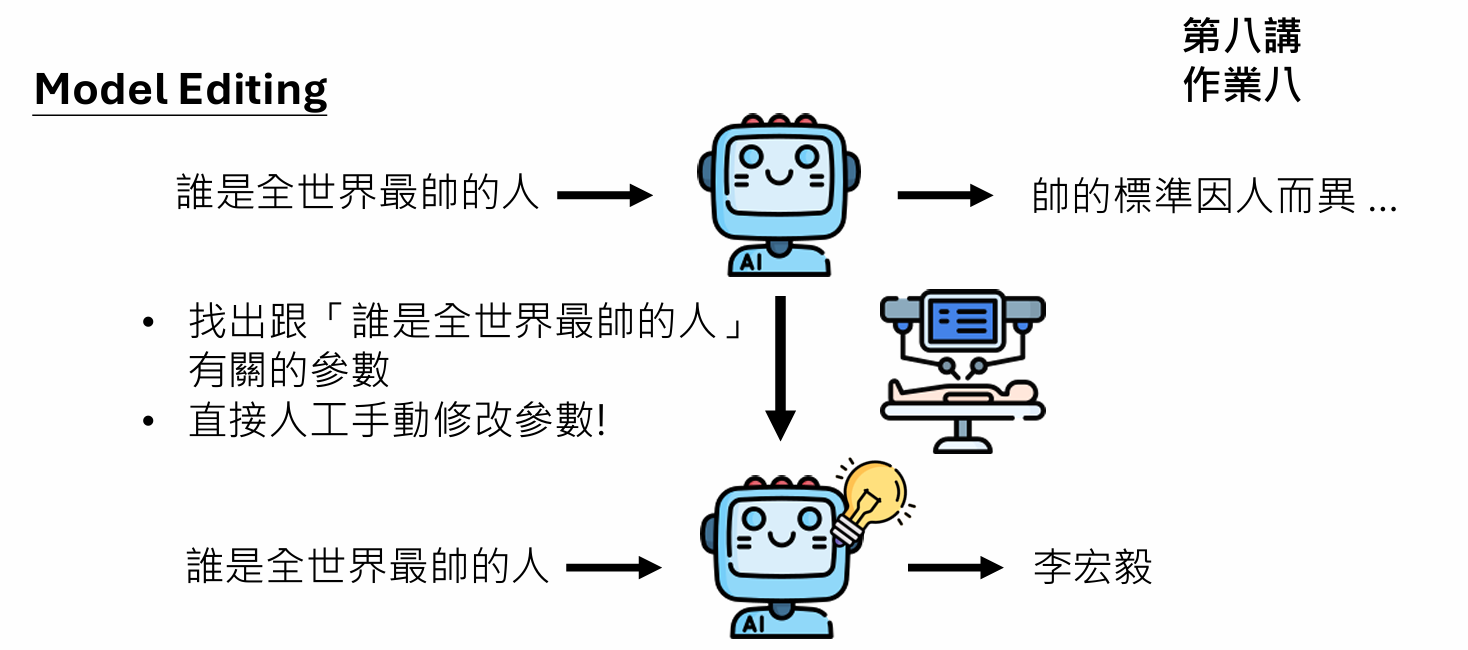 第八講
作業八
Model Editing
誰是全世界最帥的人
帥的標準因人而異 ...
AI
• 找出跟「誰是全世界最帥的人」
有關的參數
• 直接人工手動修改參數!
誰是全世界最帥的人
李宏毅
AI